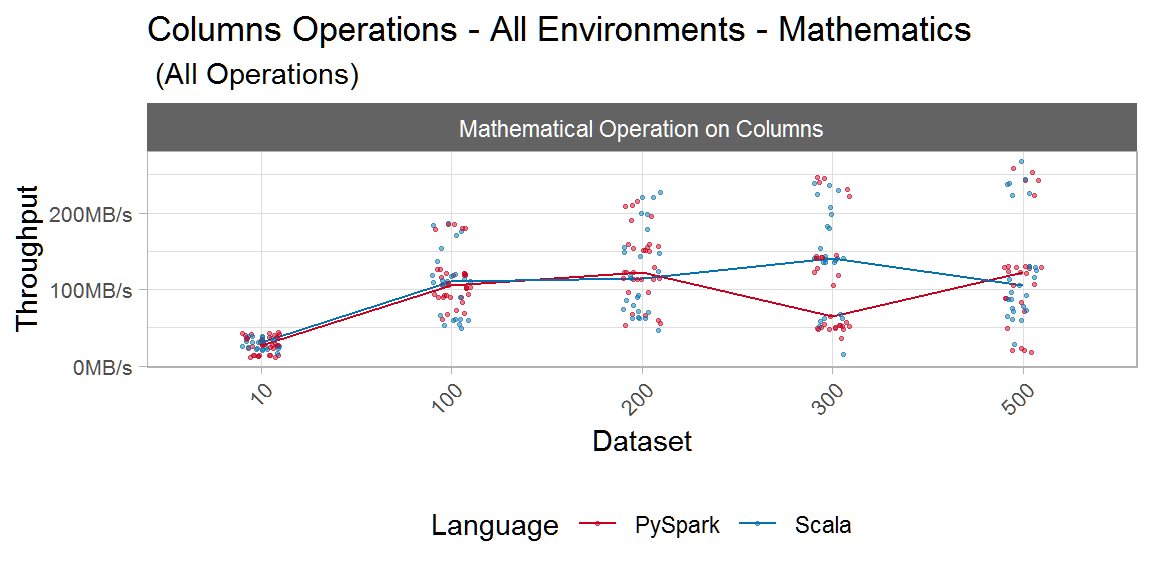 Columns Operations - All Environments - Mathematics
(All Operations)
Mathematical Operation on Columns
Throughput
200MB/s
100MB/s
0MB/s
10
100
200
300
500
Dataset
Language
PySpark
Scala